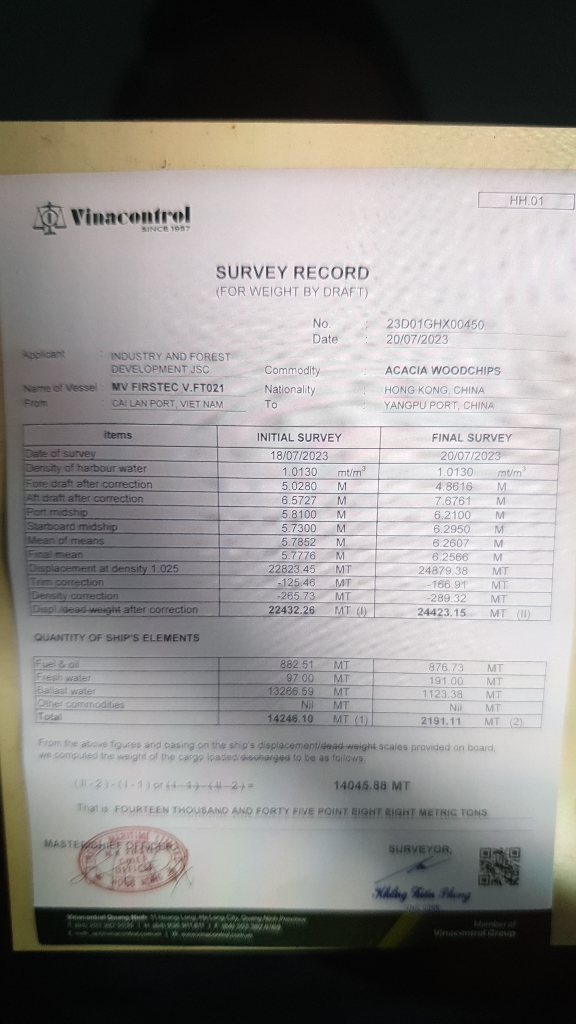 HH.01
Vinacontrol
SINCE 1957
SURVEY RECORD
(FOR WEIGHT BY DRAFT)
No. : 23D01GHX00450
Date : 20/07/2023
Applicant : INDUSTRY AND FOREST DEVELOPMENT JSC
Commodity : ACACIA WOODCHIPS
Name of Vessel : MV FIRSTEC V.FT021
Nationality : HONG KONG, CHINA
From : CAI LAN PORT, VIET NAM
To : YANGPU PORT, CHINA
Items INITIAL SURVEY FINAL SURVEY
Date of survey 18/07/2023 20/07/2023
Density of harbour water 1.0130 mt/m³ 1.0130 mt/m³
Fore draft after correction 5.0280 M 4.8616 M
Aft draft after correction 6.5727 M 7.6761 M
Port midship 5.8100 M 6.2100 M
Starboard midship 5.7300 M 6.2950 M
Mean of means 5.7852 M 6.2607 M
Final mean 5.7776 M 6.2566 M
Displacement at density 1.025 22823.45 MT 24879.38 MT
Trim correction -125.46 MT -166.91 MT
Density correction -265.73 MT -289.32 MT
Displ./dead weight after correction 22432.26 MT (I) 24423.15 MT (II)
QUANTITY OF SHIP'S ELEMENTS
Fuel & oil 882.51 MT 876.73 MT
Fresh water 97.00 MT 191.00 MT
Ballast water 13266.59 MT 1123.38 MT
Other commodities Nil MT Nil MT
Total 14246.10 MT (1) 2191.11 MT (2)
From the above figures and basing on the ship's displacement/dead weight scales provided on board,
we computed the weight of the cargo loaded/discharged to be as follows:
(II-2)-(I-1) or (I-1)-(II-2) = 14045.88 MT
That is: FOURTEEN THOUSAND AND FORTY FIVE POINT EIGHT EIGHT METRIC TONS
MASTER/CHIEF OFFICER
SURVEYOR,
CHIEF
OFFICER
HONG KONG
Vinacontrol Quang Ninh
Member of
Vinacontrol Group